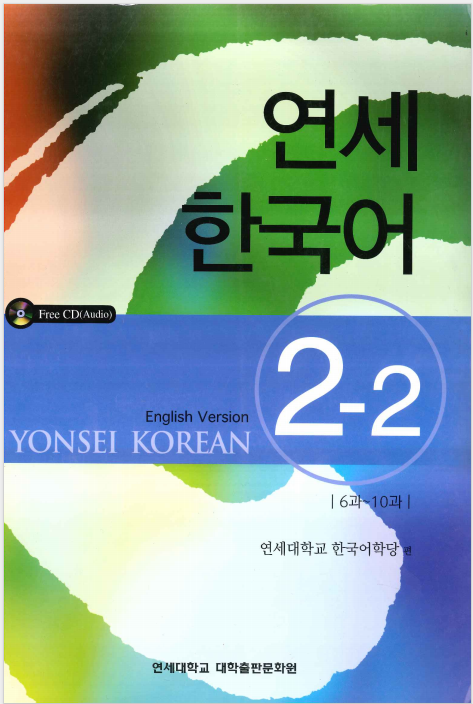 연세
한국어
Free CD(Audio)
2-2
English Version
YONSEI KOREAN
| 6과~10과 |
연세대학교 한국어학당 편
연세대학교 대학출판문화원